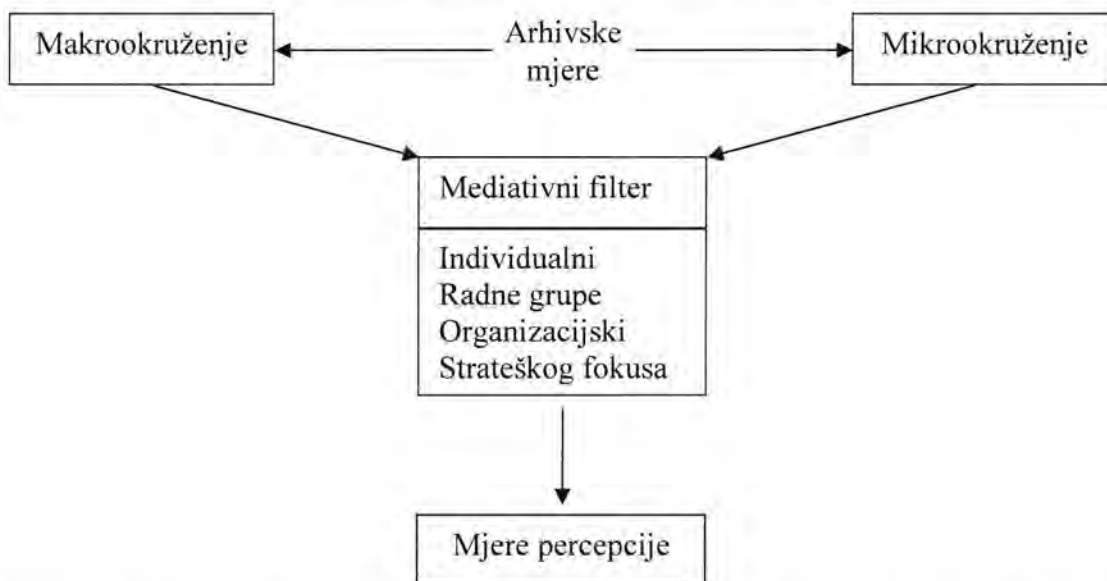 Makrookruženje
Arhivske
mjere
Mikrookruženje
Mediativni filter
Individualni
Radne grupe
Organizacijski
Strateškog fokusa
Mjere percepcije